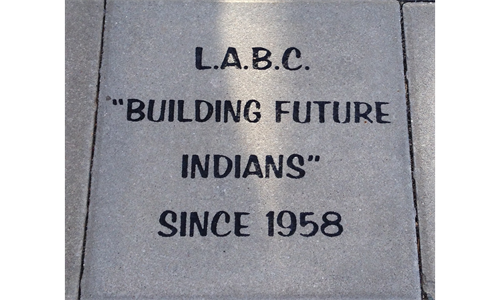 L.A.B.C.
"BUILDING FUTURE
INDIANS"
SINCE 1958